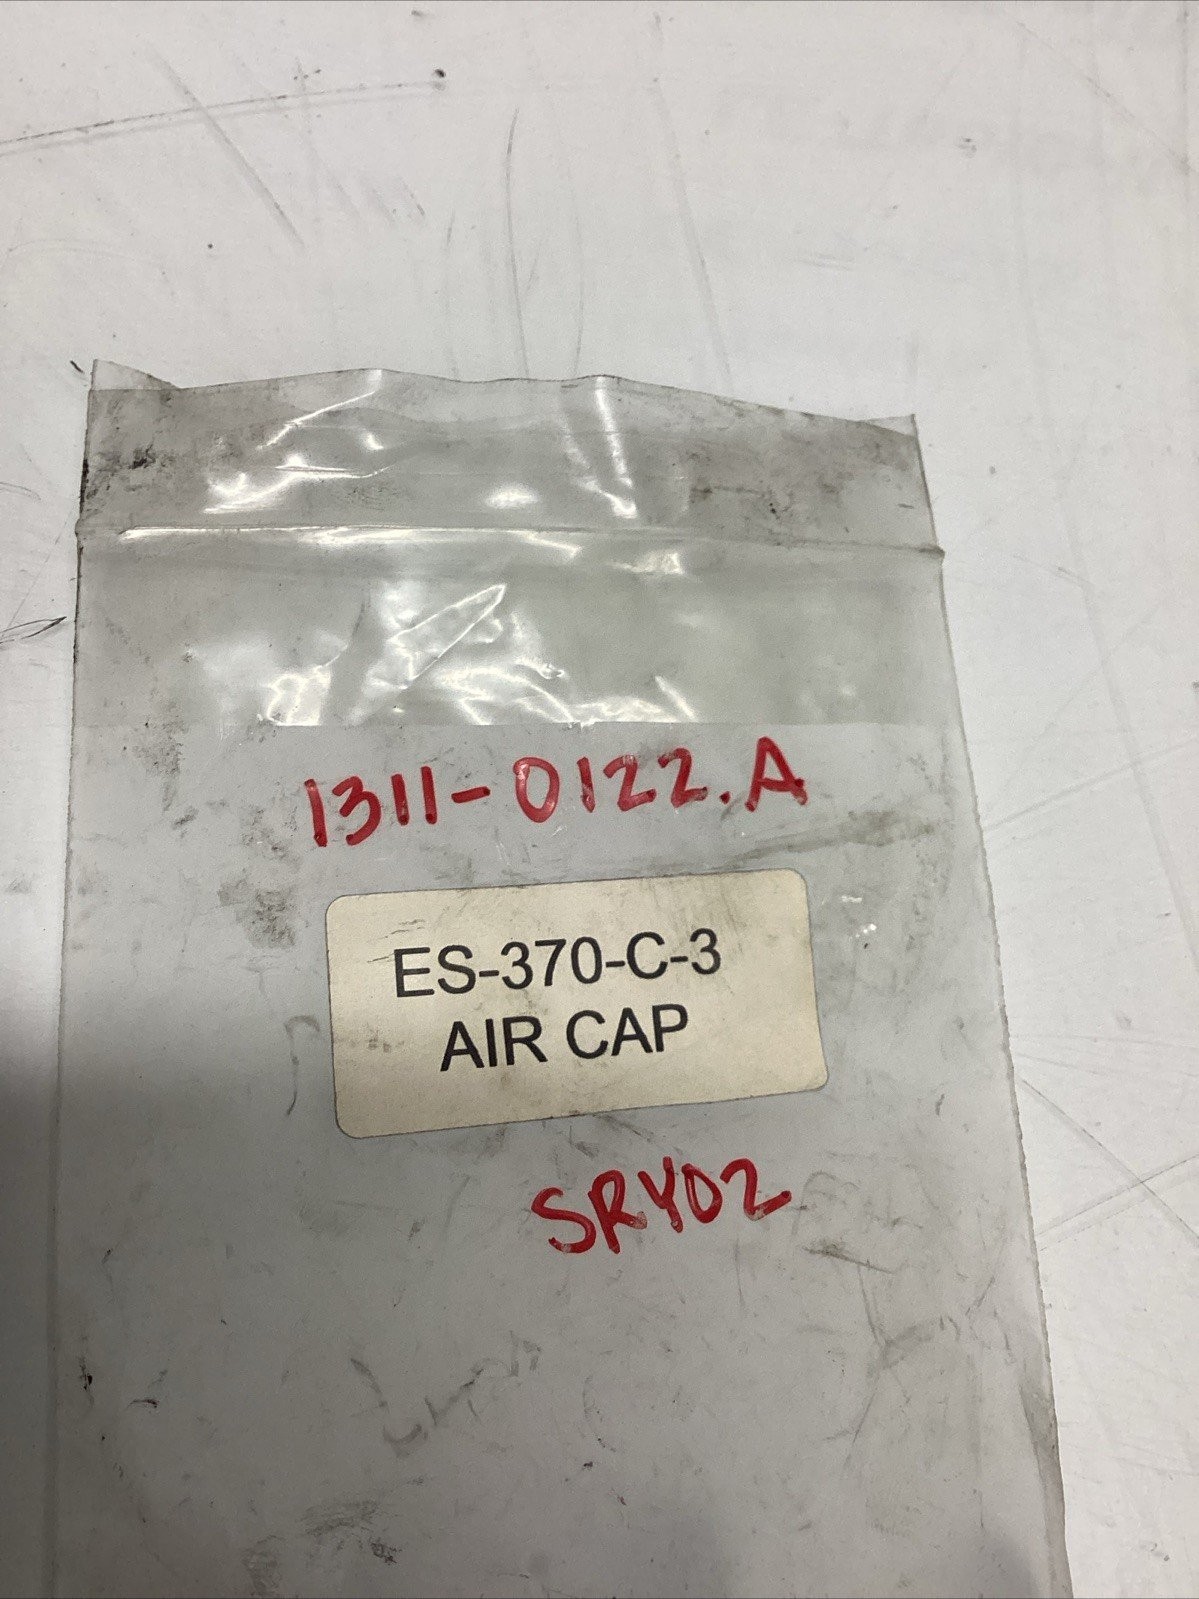 1311-0122.A
ES-370-C-3
AIR CAP
SRY02